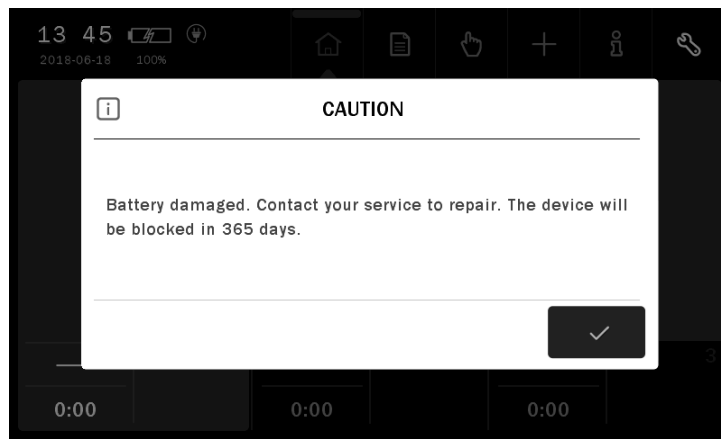 13 45
2018-06-18 100%
CAUTION
Battery damaged. Contact your service to repair. The device will
be blocked in 365 days.
3
0:00 0:00 0:00